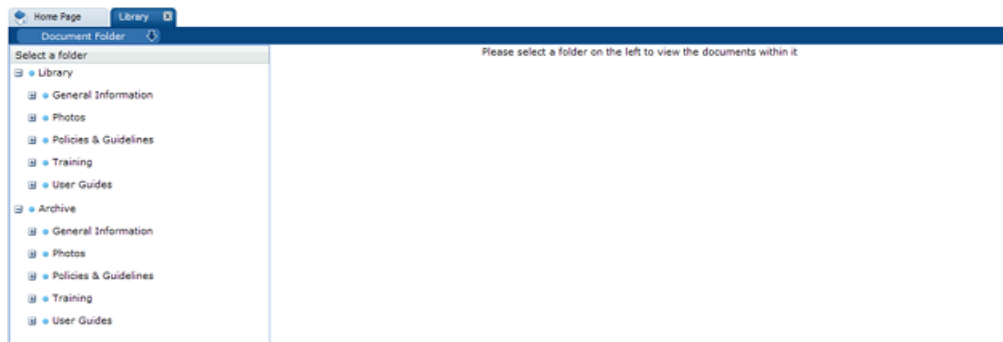 Home Page Library
Document Folder
Select a folder
Please select a folder on the left to view the documents within it
Library
General Information
Photos
Policies & Guidelines
Training
User Guides
Archive
General Information
Photos
Policies & Guidelines
Training
User Guides